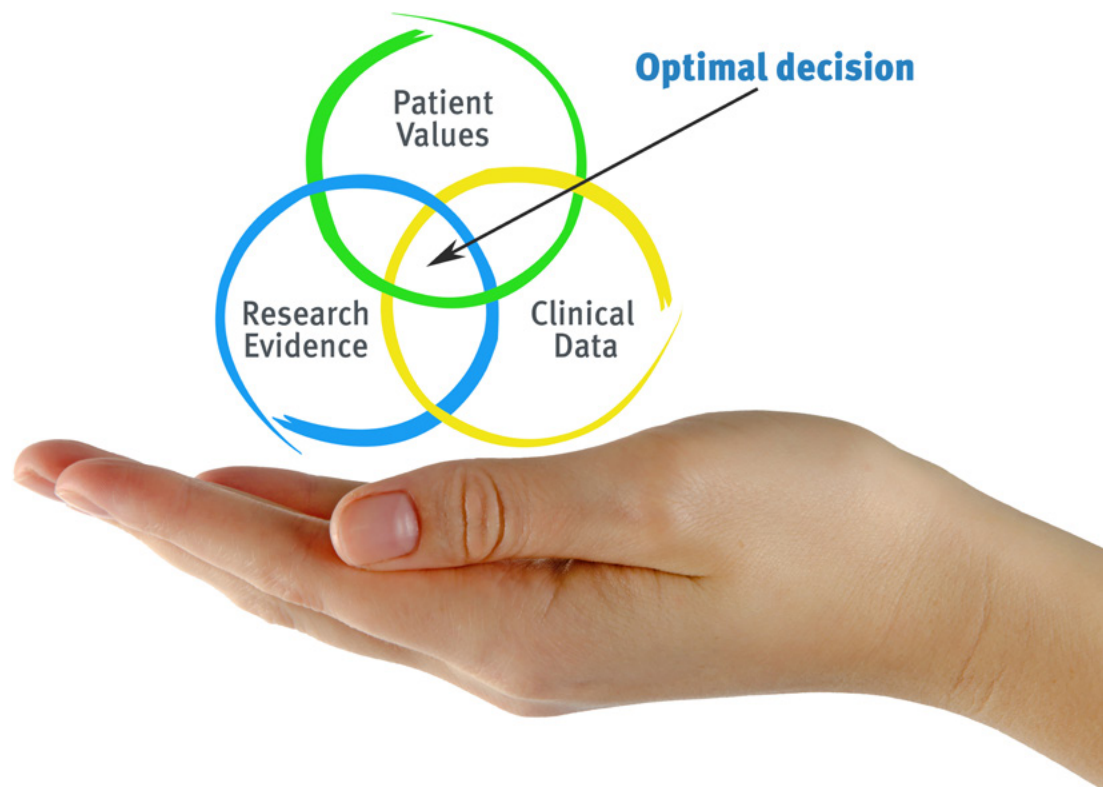 Optimal decision
Patient
Values
Research
Evidence
Clinical
Data